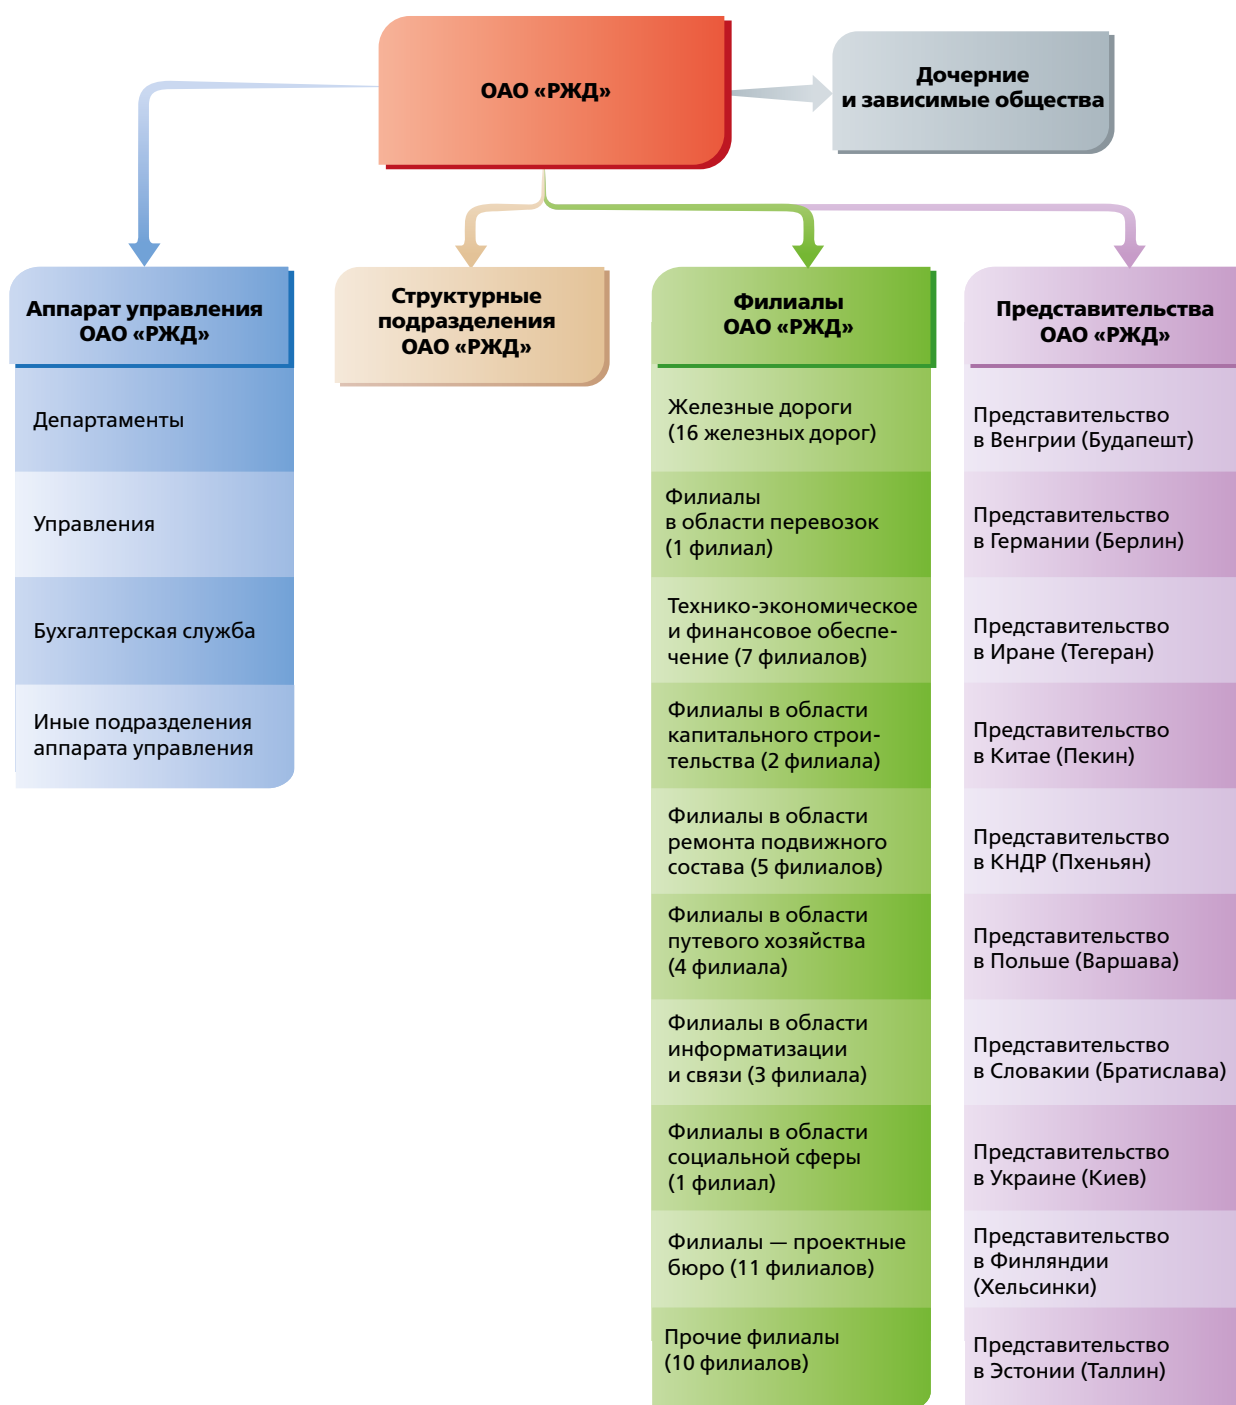 ОАО «РЖД»
Дочерние
и зависимые общества
Аппарат управления
ОАО «РЖД»
Департаменты
Управления
Бухгалтерская служба
Иные подразделения
аппарата управления
Структурные
подразделения
ОАО «РЖД»
Филиалы
ОАО «РЖД»
Железные дороги
(16 железных дорог)
Филиалы
в области перевозок
(1 филиал)
Технико-экономическое
и финансовое обеспе-
чение (7 филиалов)
Филиалы в области
капитального строи-
тельства (2 филиала)
Филиалы в области
ремонта подвижного
состава (5 филиалов)
Филиалы в области
путевого хозяйства
(4 филиала)
Филиалы в области
информатизации
и связи (3 филиала)
Филиалы в области
социальной сферы
(1 филиал)
Филиалы — проектные
бюро (11 филиалов)
Прочие филиалы
(10 филиалов)
Представительства
ОАО «РЖД»
Представительство
в Венгрии (Будапешт)
Представительство
в Германии (Берлин)
Представительство
в Иране (Тегеран)
Представительство
в Китае (Пекин)
Представительство
в КНДР (Пхеньян)
Представительство
в Польше (Варшава)
Представительство
в Словакии (Братислава)
Представительство
в Украине (Киев)
Представительство
в Финляндии
(Хельсинки)
Представительство
в Эстонии (Таллин)